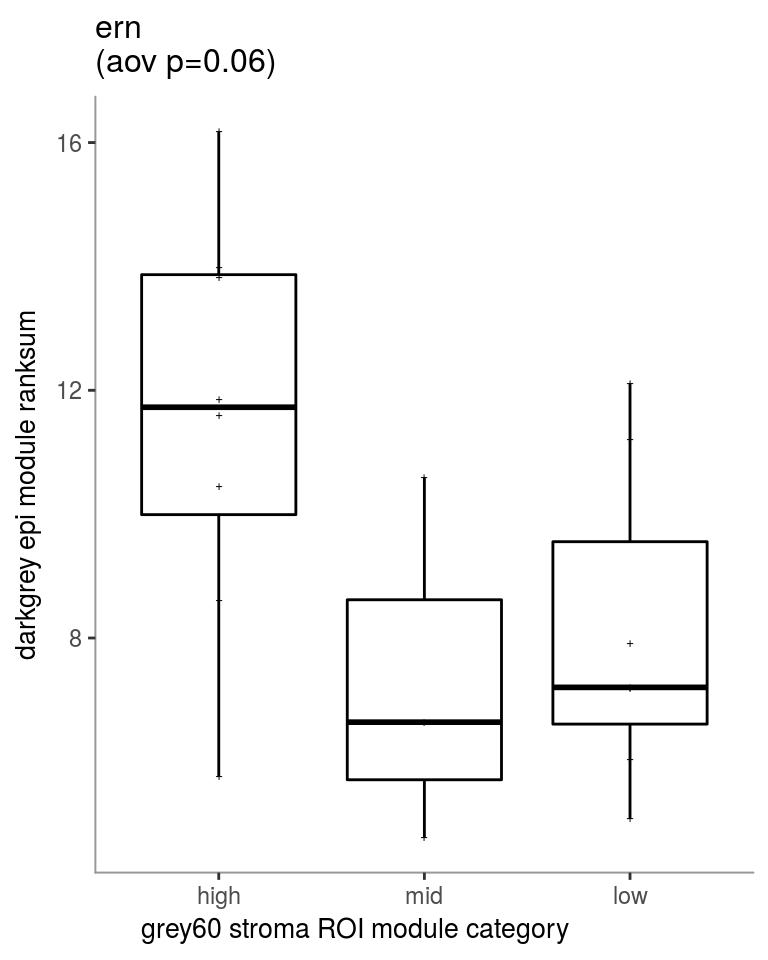 ern
(aov p=0.06)
16
12
8
darkgrey epi module ranksum
high mid low
grey60 stroma ROI module category